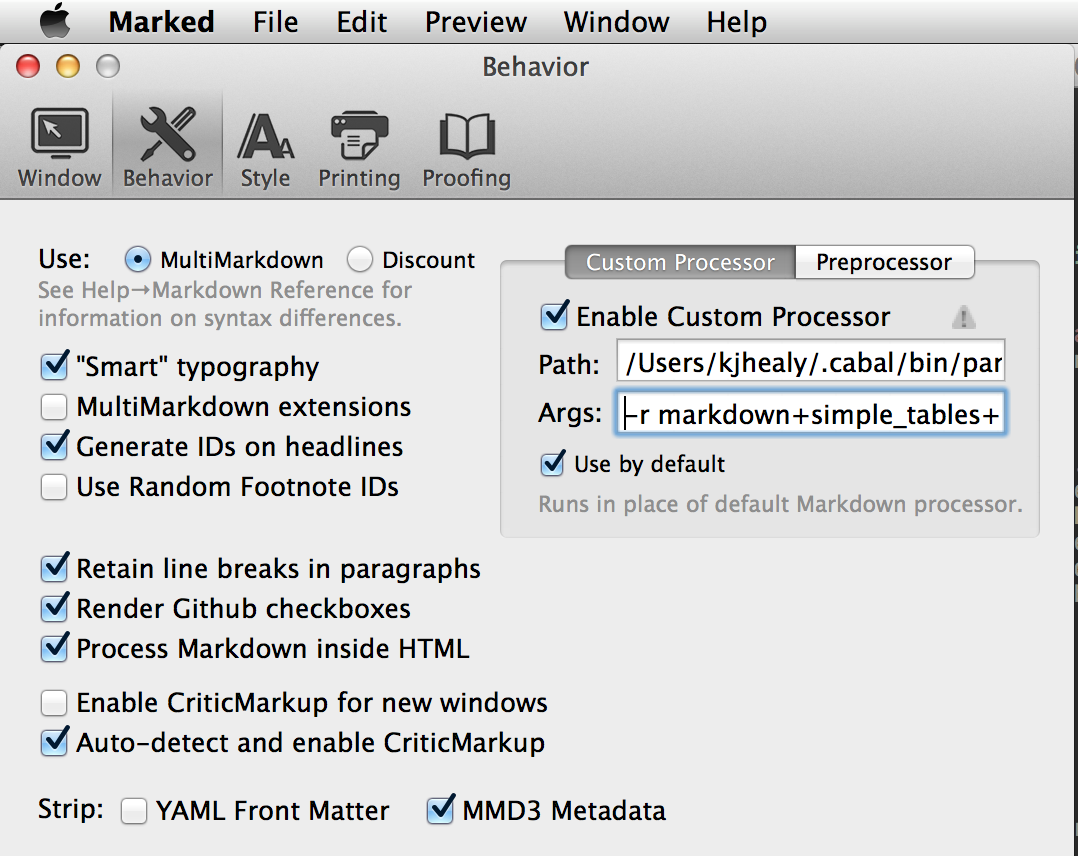 Marked File Edit Preview Window Help
Behavior
Window Behavior Style Printing Proofing
Use: MultiMarkdown Discount
See Help→Markdown Reference for
information on syntax differences.
"Smart" typography
MultiMarkdown extensions
Generate IDs on headlines
Use Random Footnote IDs
Retain line breaks in paragraphs
Render Github checkboxes
Process Markdown inside HTML
Enable CriticMarkup for new windows
Auto-detect and enable CriticMarkup
Strip: YAML Front Matter MMD3 Metadata
Custom Processor Preprocessor
Enable Custom Processor
Path: /Users/kjhealy/.cabal/bin/par
Args: -r markdown+simple_tables+
Use by default
Runs in place of default Markdown processor.